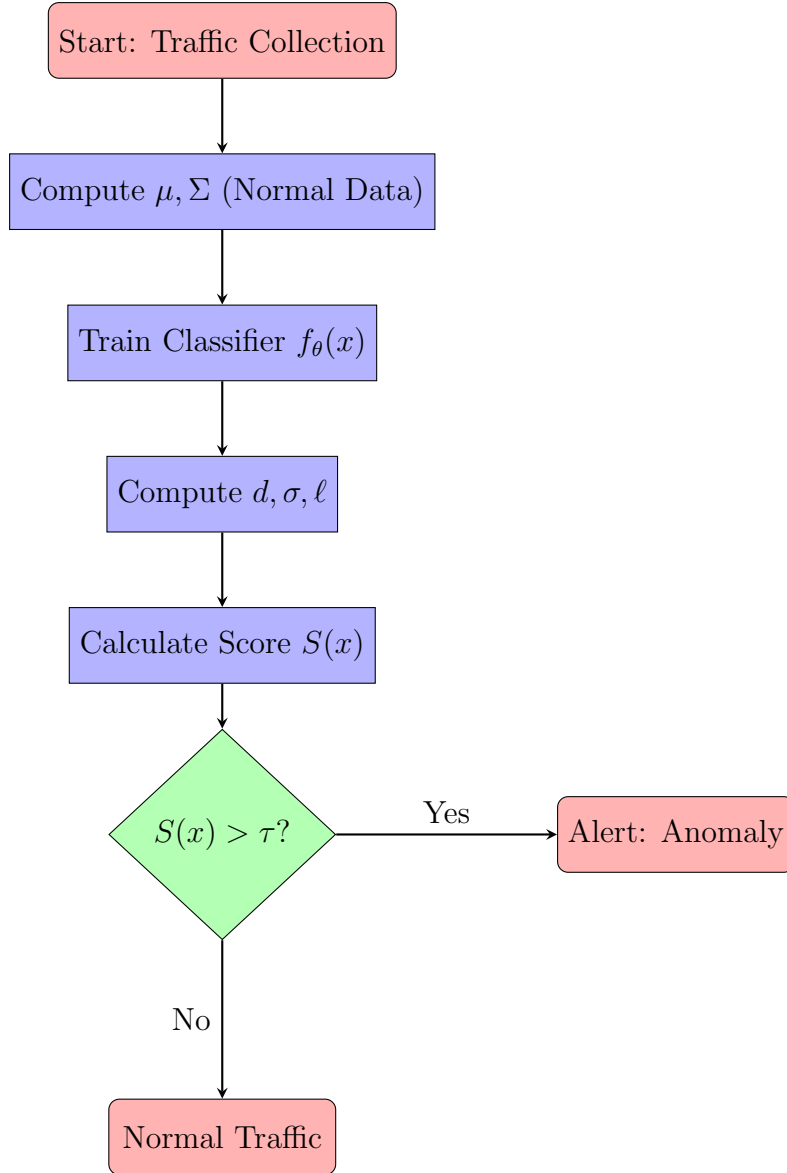 Start: Traffic Collection
Compute μ, Σ (Normal Data)
Train Classifier f_θ(x)
Compute d, σ, ℓ
Calculate Score S(x)
S(x) > τ?
Yes
Alert: Anomaly
No
Normal Traffic